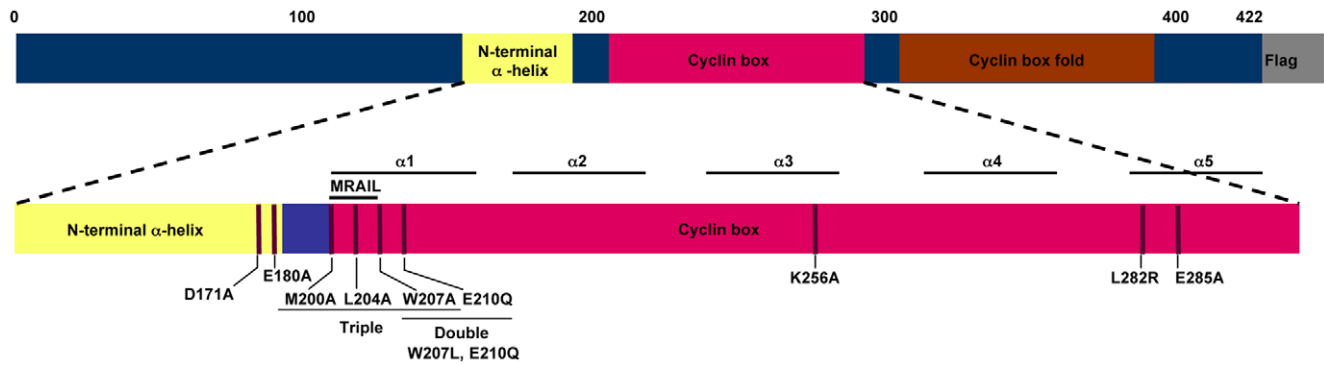 0 100 200 300 400 422
N-terminal
α -helix
Cyclin box
Cyclin box fold
Flag
α1 α2 α3 α4 α5
MRAIL
N-terminal α-helix
Cyclin box
D171A
E180A
M200A L204A W207A E210Q
K256A
L282R
E285A
Triple
Double
W207L, E210Q